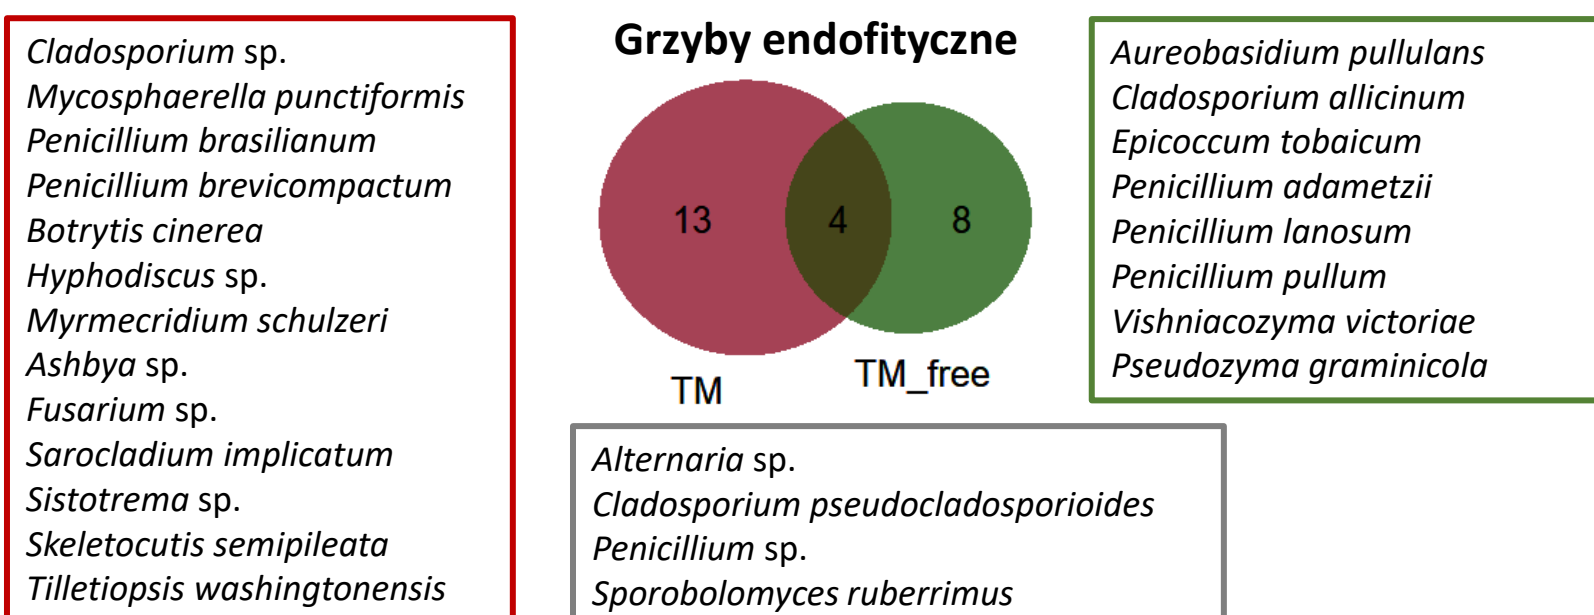 Grzyby endofityczne
Cladosporium sp.
Mycosphaerella punctiformis
Penicillium brasilianum
Penicillium brevicompactum
Botrytis cinerea
Hyphodiscus sp.
Myrmecridium schulzeri
Ashbya sp.
Fusarium sp.
Sarocladium implicatum
Sistotrema sp.
Skeletocutis semipileata
Tilletiopsis washingtonensis
13
4
8
TM
TM_free
Alternaria sp.
Cladosporium pseudocladosporioides
Penicillium sp.
Sporobolomyces ruberrimus
Aureobasidium pullulans
Cladosporium allicinum
Epicoccum tobaicum
Penicillium adametzii
Penicillium lanosum
Penicillium pullum
Vishniacozyma victoriae
Pseudozyma graminicola